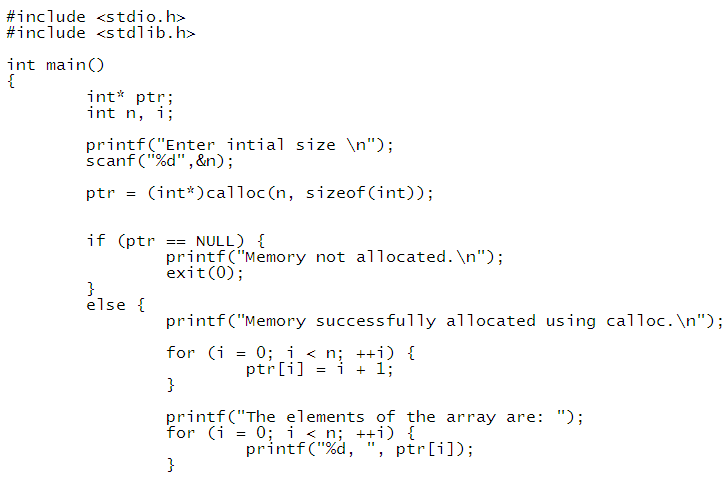 #include <stdio.h>
#include <stdlib.h>
int main()
{
int* ptr;
int n, i;
printf("Enter intial size \n");
scanf("%d",&n);
ptr = (int*)calloc(n, sizeof(int));
if (ptr == NULL) {
printf("Memory not allocated.\n");
exit(0);
}
else {
printf("Memory successfully allocated using calloc.\n");
for (i = 0; i < n; ++i) {
ptr[i] = i + 1;
}
printf("The elements of the array are: ");
for (i = 0; i < n; ++i) {
printf("%d, ", ptr[i]);
}